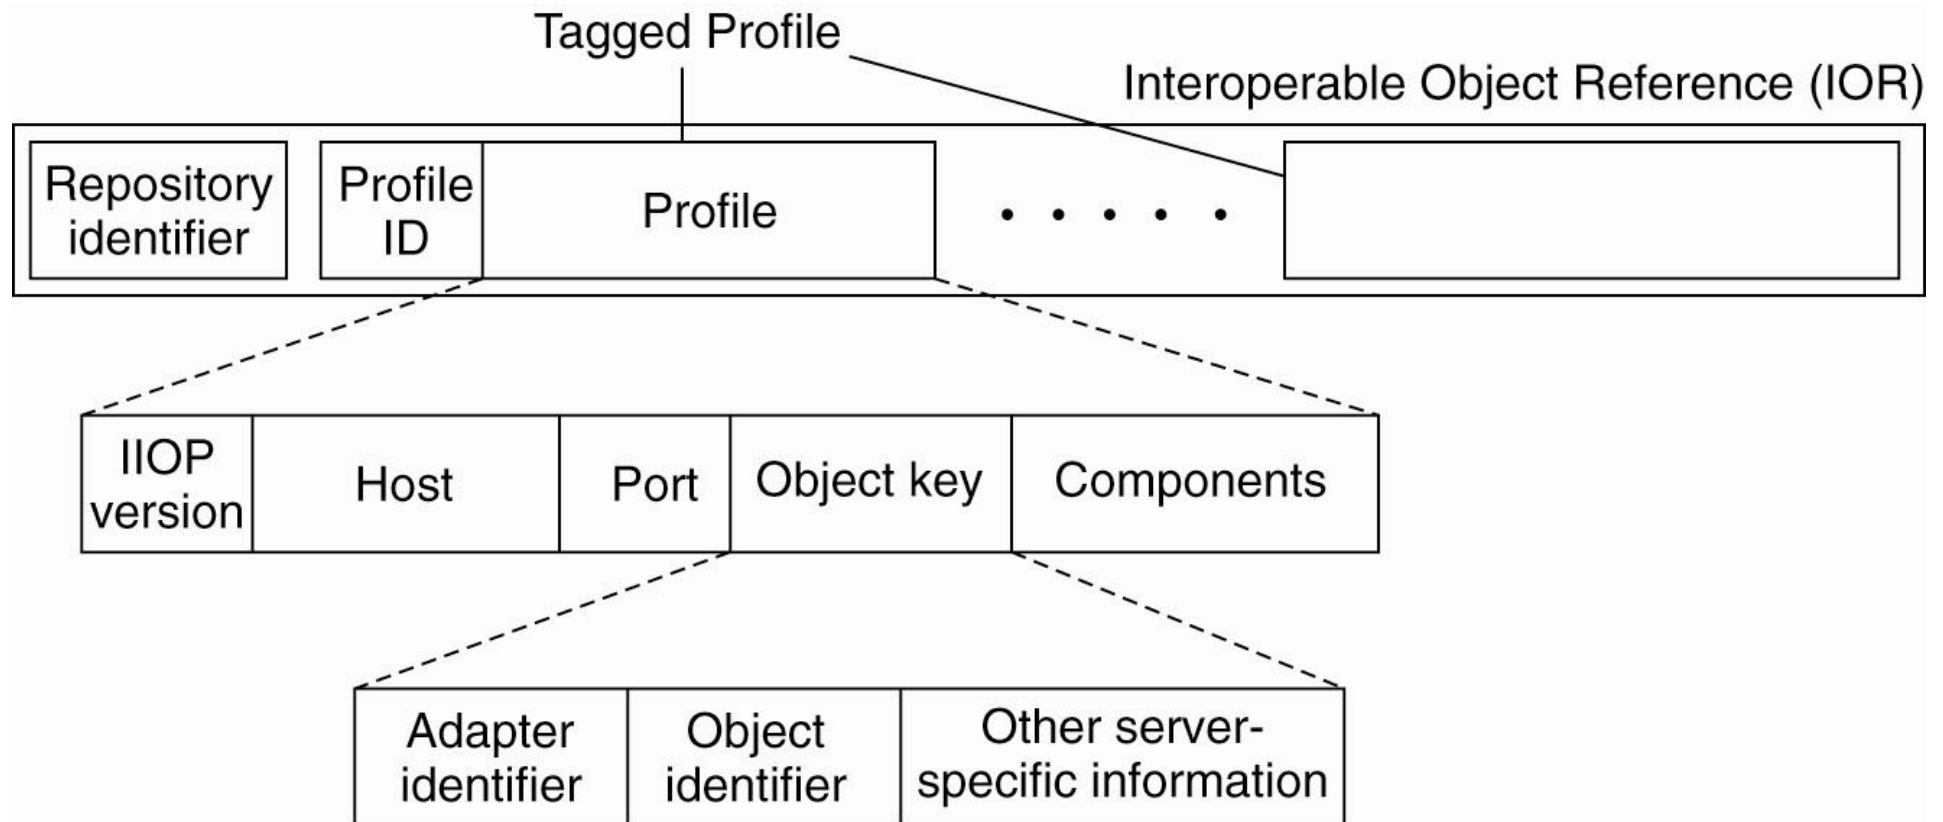 Tagged Profile
Interoperable Object Reference (IOR)
Repository
identifier
Profile
ID
Profile
IIOP
version
Host
Port
Object key
Components
Adapter
identifier
Object
identifier
Other server-
specific information